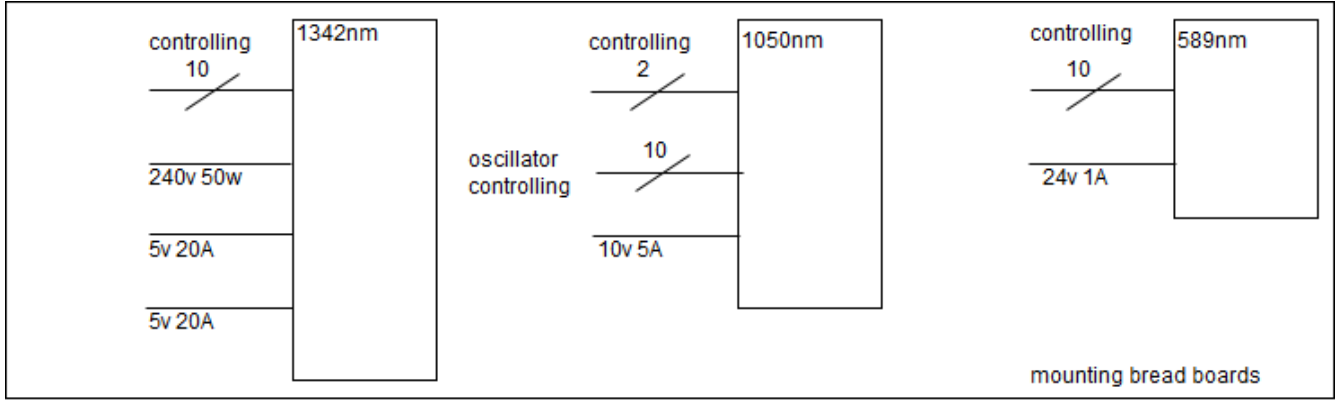 controlling
10
1342nm
240v 50w
5v 20A
5v 20A
controlling
2
1050nm
oscillator
controlling
10
10v 5A
controlling
10
589nm
24v 1A
mounting bread boards